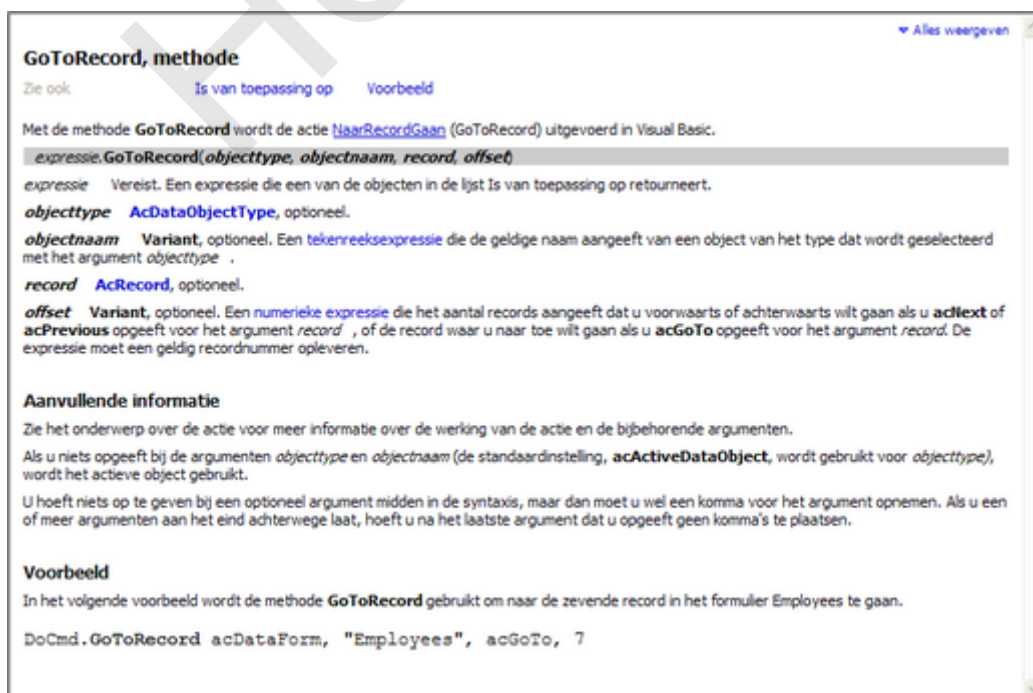 Alles weergeven
GoToRecord, methode
Zie ook Is van toepassing op Voorbeeld
Met de methode GoToRecord wordt de actie NaarRecordGaan (GoToRecord) uitgevoerd in Visual Basic.
expressie.GoToRecord(objecttype, objectnaam, record, offset)
expressie Vereist. Een expressie die een van de objecten in de lijst Is van toepassing op retourneert.
objecttype AcDataObjectType, optioneel.
objectnaam Variant, optioneel. Een tekenreeksexpressie die de geldige naam aangeeft van een object van het type dat wordt geselecteerd
met het argument objecttype .
record AcRecord, optioneel.
offset Variant, optioneel. Een numerieke expressie die het aantal records aangeeft dat u voorwaarts of achterwaarts wilt gaan als u acNext of
acPrevious opgeeft voor het argument record , of de record waar u naar toe wilt gaan als u acGoTo opgeeft voor het argument record. De
expressie moet een geldig recordnummer opleveren.
Aanvullende informatie
Zie het onderwerp over de actie voor meer informatie over de werking van de actie en de bijbehorende argumenten.
Als u niets opgeeft bij de argumenten objecttype en objectnaam (de standaardinstelling, acActiveDataObject, wordt gebruikt voor objecttype),
wordt het actieve object gebruikt.
U hoeft niets op te geven bij een optioneel argument midden in de syntaxis, maar dan moet u wel een komma voor het argument opnemen. Als u een
of meer argumenten aan het eind achterwege laat, hoeft u na het laatste argument dat u opgeeft geen komma's te plaatsen.
Voorbeeld
In het volgende voorbeeld wordt de methode GoToRecord gebruikt om naar de zevende record in het formulier Employees te gaan.
DoCmd.GoToRecord acDataForm, "Employees", acGoTo, 7